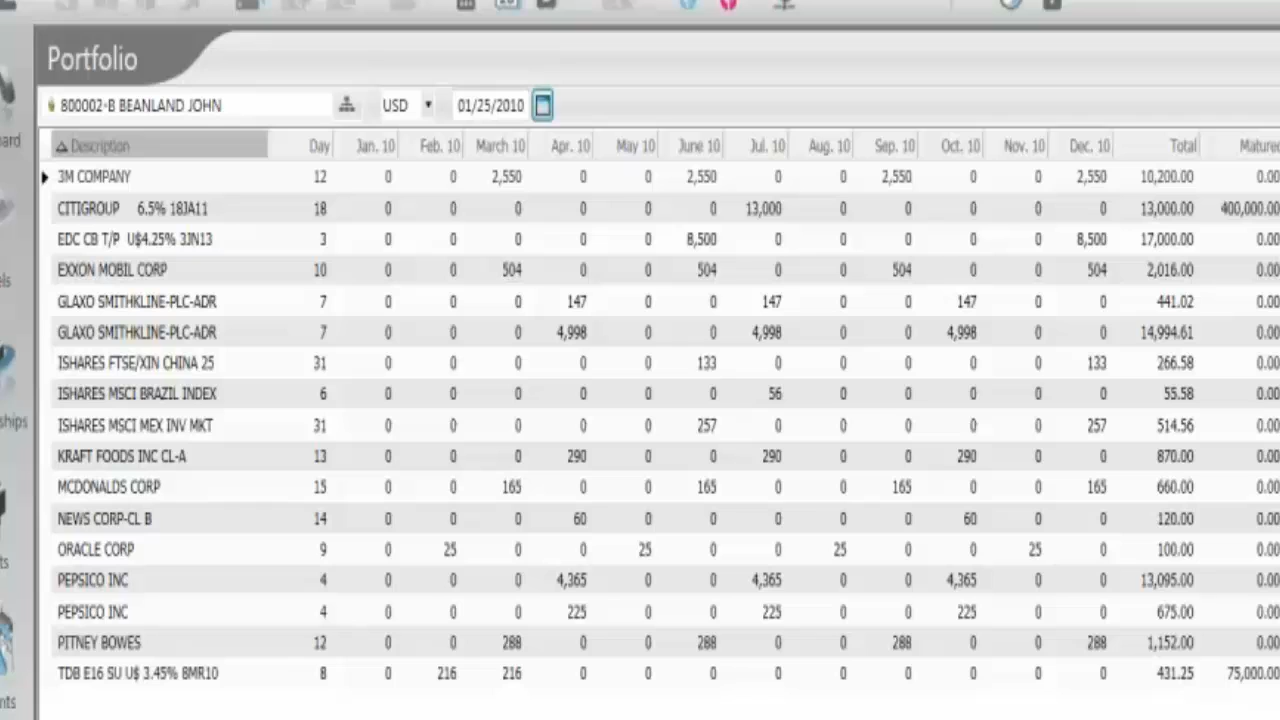 Portfolio
800002-B BEANLAND JOHN USD 01/25/2010
Description Day Jan. 10 Feb. 10 March 10 Apr. 10 May 10 June 10 Jul. 10 Aug. 10 Sep. 10 Oct. 10 Nov. 10 Dec. 10 Total Matured
3M COMPANY 12 0 0 2,550 0 0 2,550 0 0 2,550 0 0 2,550 10,200.00 0.00
CITIGROUP 6.5% 18JA11 18 0 0 0 0 0 0 13,000 0 0 0 0 0 13,000.00 400,000.00
EDC CB T/P U$4.25% 3JN13 3 0 0 0 0 0 8,500 0 0 0 0 0 8,500 17,000.00 0.00
EXXON MOBIL CORP 10 0 0 504 0 0 504 0 0 504 0 0 504 2,016.00 0.00
GLAXO SMITHKLINE-PLC-ADR 7 0 0 0 147 0 0 147 0 0 147 0 0 441.02 0.00
GLAXO SMITHKLINE-PLC-ADR 7 0 0 0 4,998 0 0 4,998 0 0 4,998 0 0 14,994.61 0.00
ISHARES FTSE/XIN CHINA 25 31 0 0 0 0 0 133 0 0 0 0 0 133 266.58 0.00
ISHARES MSCI BRAZIL INDEX 6 0 0 0 0 0 0 56 0 0 0 0 0 55.58 0.00
ISHARES MSCI MEX INV MKT 31 0 0 0 0 0 257 0 0 0 0 0 257 514.56 0.00
KRAFT FOODS INC CL-A 13 0 0 0 290 0 0 290 0 0 290 0 0 870.00 0.00
MCDONALDS CORP 15 0 0 165 0 0 165 0 0 165 0 0 165 660.00 0.00
NEWS CORP-CL B 14 0 0 0 60 0 0 0 0 0 60 0 0 120.00 0.00
ORACLE CORP 9 0 25 0 0 25 0 0 25 0 0 25 0 100.00 0.00
PEPSICO INC 4 0 0 0 4,365 0 0 4,365 0 0 4,365 0 0 13,095.00 0.00
PEPSICO INC 4 0 0 0 225 0 0 225 0 0 225 0 0 675.00 0.00
PITNEY BOWES 12 0 0 288 0 0 288 0 0 288 0 0 288 1,152.00 0.00
TDB E16 SU U$ 3.45% 8MR10 8 0 216 216 0 0 0 0 0 0 0 0 0 431.25 75,000.00